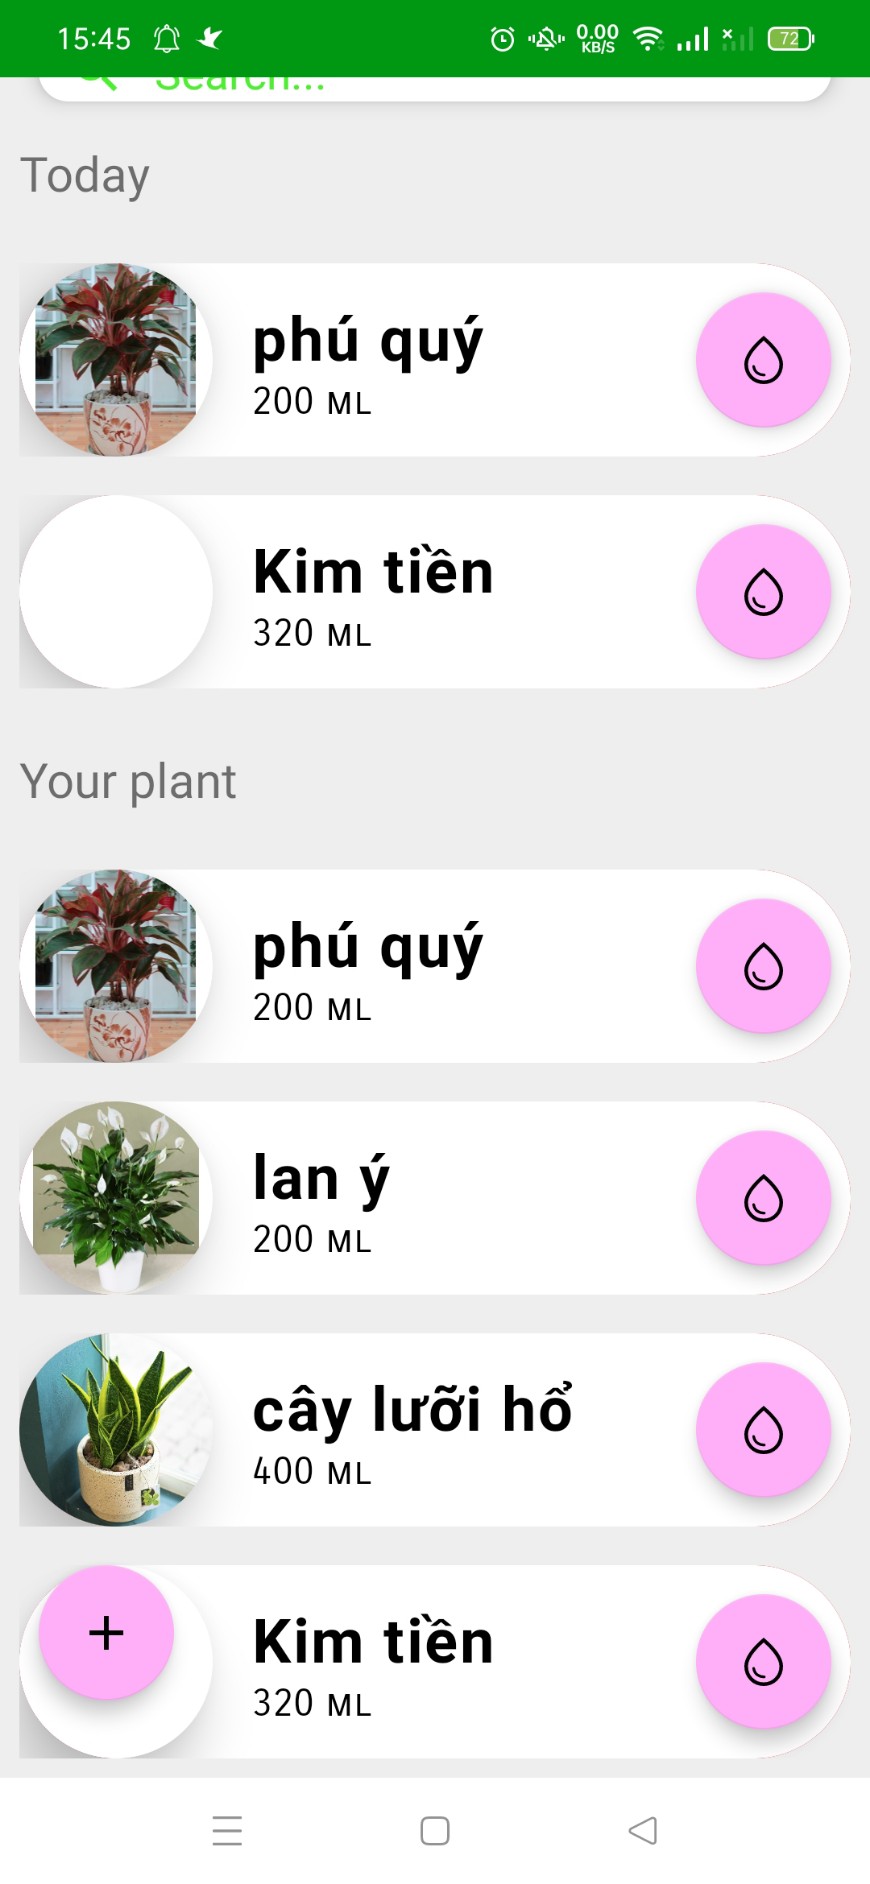 15:45
0.00
KB/S
72
Search...
Today
phú quý
200 ML
Kim tiền
320 ML
Your plant
phú quý
200 ML
lan ý
200 ML
cây lưỡi hổ
400 ML
+
Kim tiền
320 ML